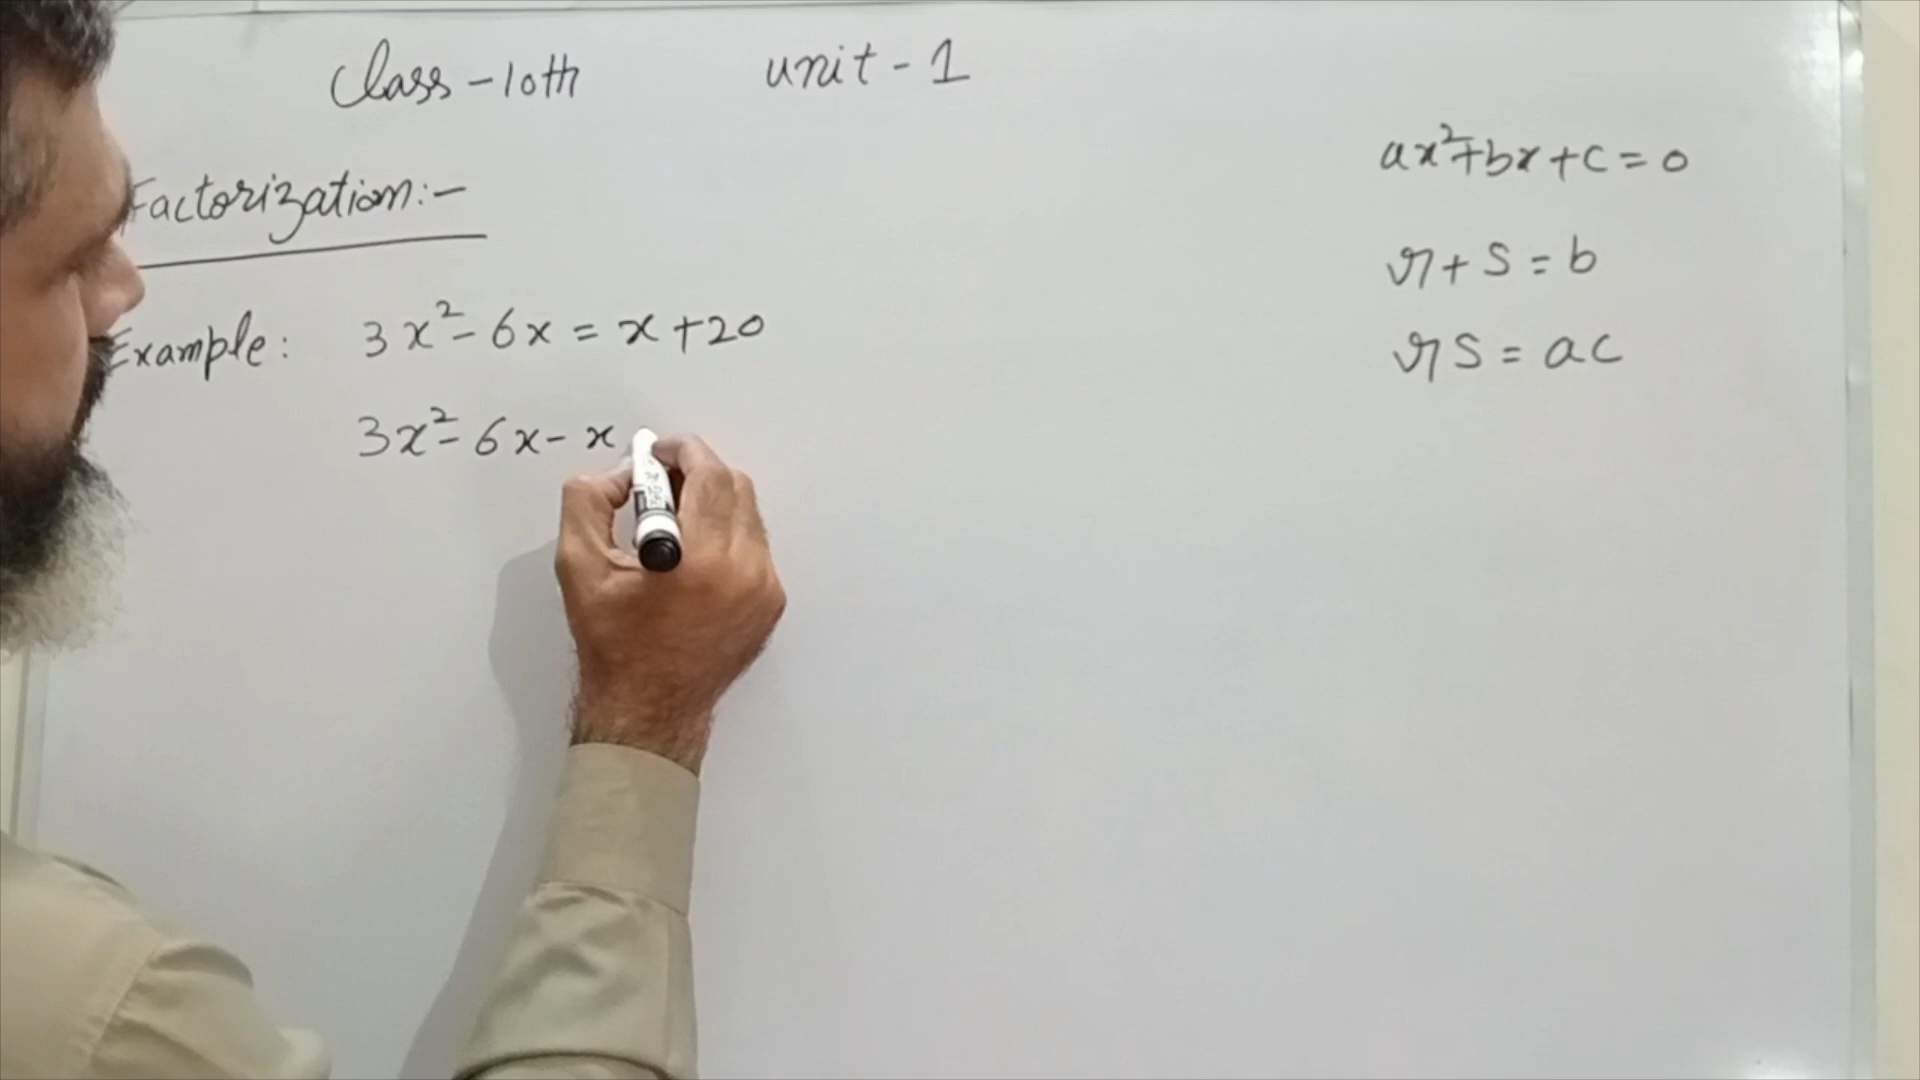 Class - 10th unit - 1
Factorization:-
Example: 3x² - 6x = x + 20
3x² - 6x - x
ax² + bx + c = 0
r + s = b
rs = ac